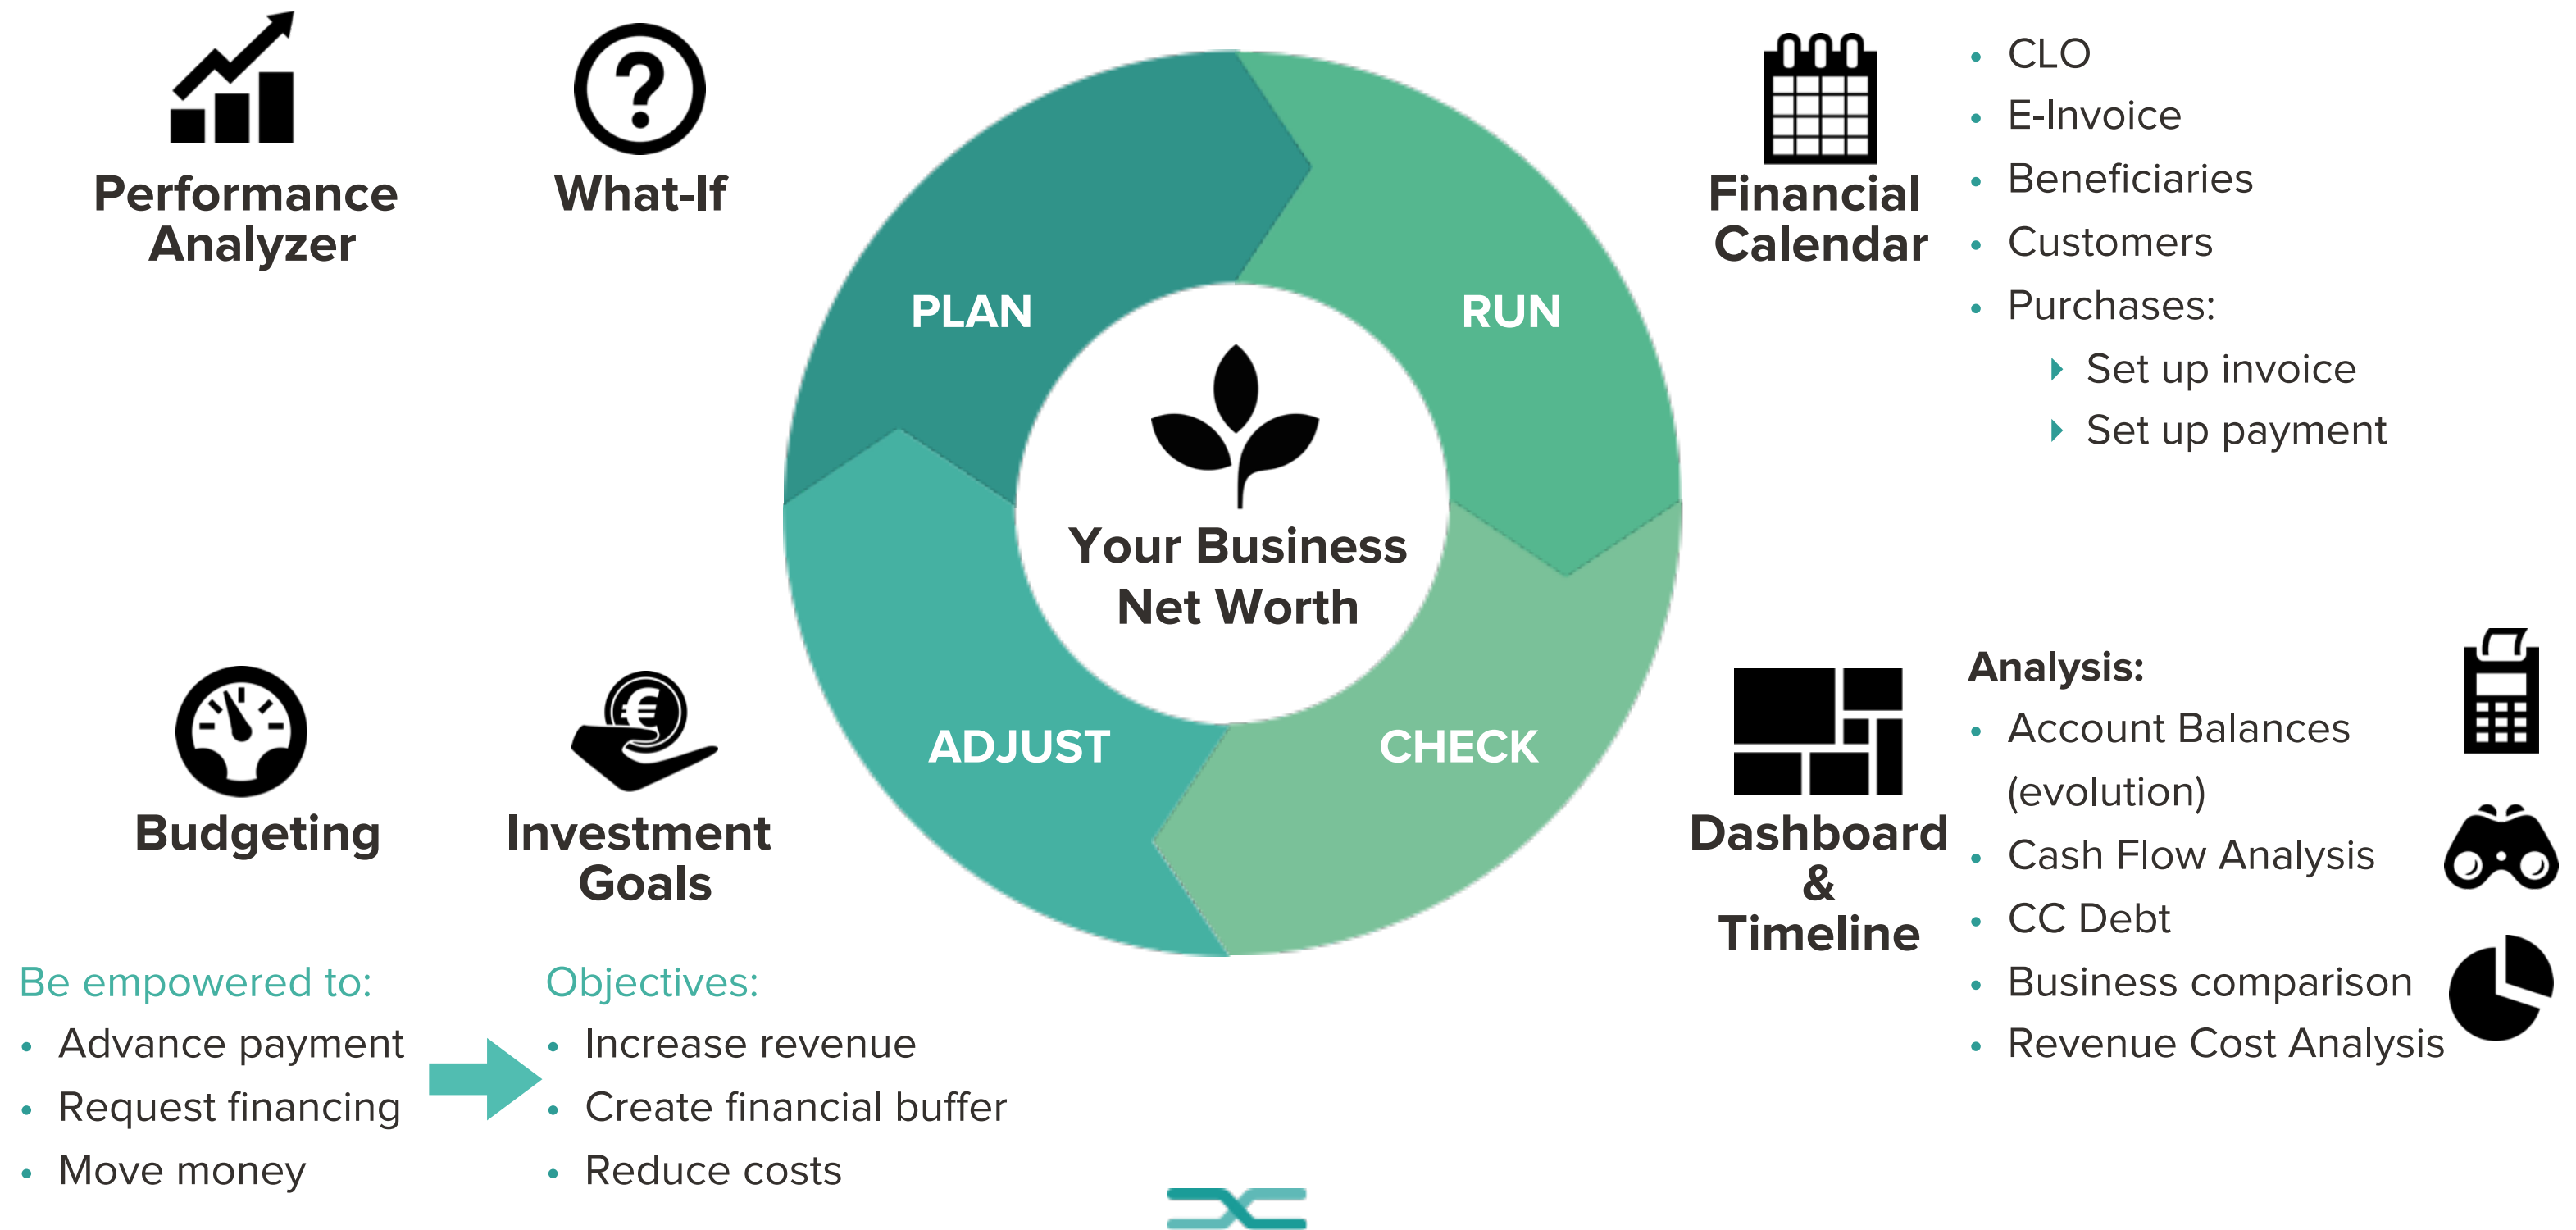 Performance
Analyzer
What-If
PLAN
RUN
Your Business
Net Worth
ADJUST
CHECK
Financial
Calendar
• CLO
• E-Invoice
• Beneficiaries
• Customers
• Purchases:
Set up invoice
Set up payment
Budgeting
Be empowered to:
• Advance payment
• Request financing
• Move money
Investment
Goals
Objectives:
• Increase revenue
• Create financial buffer
• Reduce costs
Dashboard
&
Timeline
Analysis:
• Account Balances
(evolution)
• Cash Flow Analysis
• CC Debt
• Business comparison
• Revenue Cost Analysis